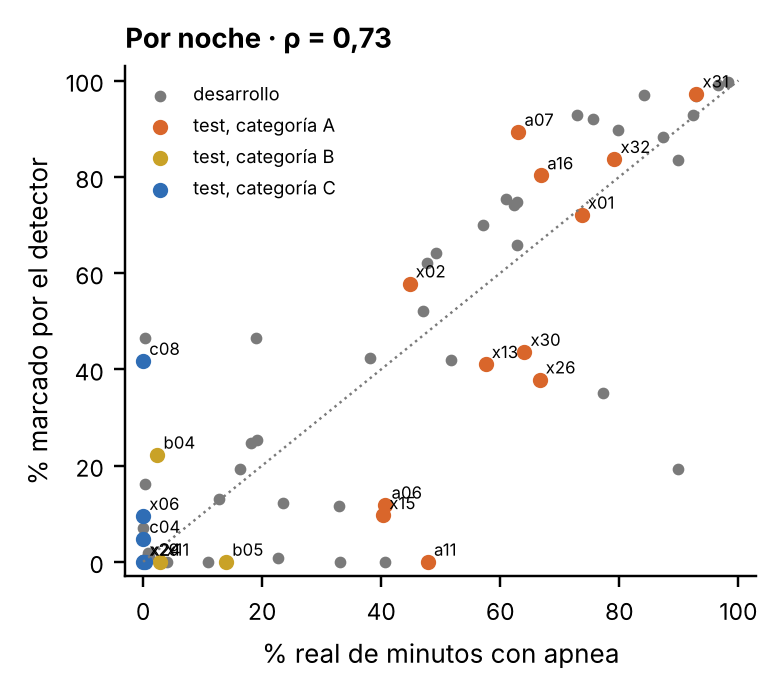 Por noche · ρ = 0,73
% marcado por el detector
100
80
60
40
20
0
desarrollo
test, categoría A
test, categoría B
test, categoría C
x31
a07
x32
a16
x01
x02
x30
x13
x26
c08
b04
a06
x15
x06
c04
b05
a11
0
20
40
60
80
100
% real de minutos con apnea